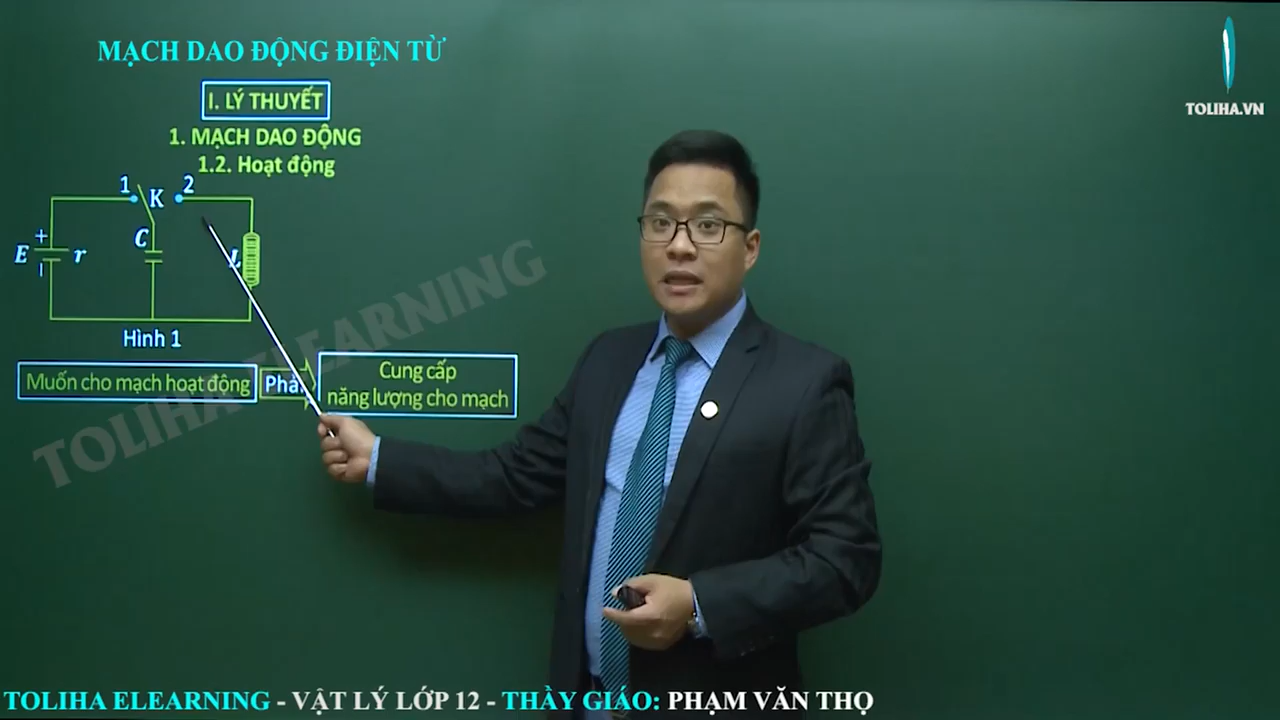 MẠCH DAO ĐỘNG ĐIỆN TỪ
TOLIHA.VN
I. LÝ THUYẾT
1. MẠCH DAO ĐỘNG
1.2. Hoạt động
1 K 2
E + − r C L
Hình 1
Muốn cho mạch hoạt động
Cung cấp
năng lượng cho mạch
TOLIHA ELEARNING
TOLIHA ELEARNING - VẬT LÝ LỚP 12 - THẦY GIÁO: PHẠM VĂN THỌ